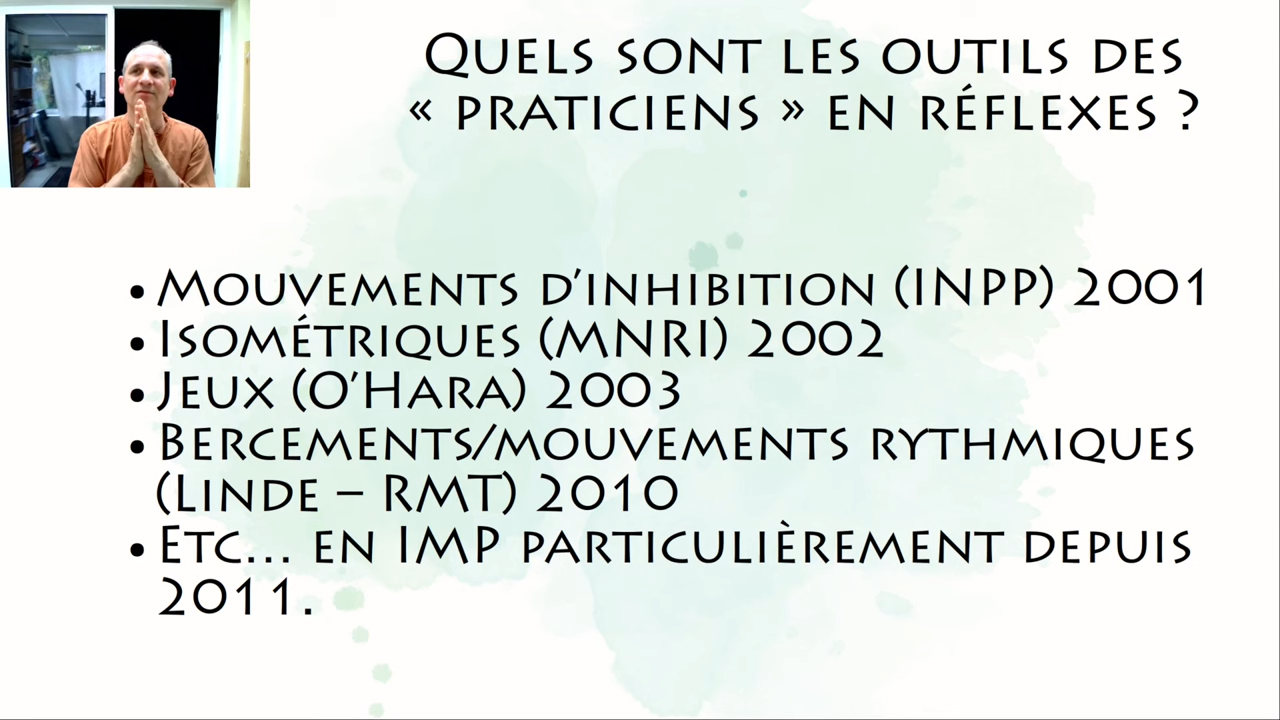 Quels sont les outils des
« praticiens » en réflexes ?
• Mouvements d'inhibition (INPP) 2001
• Isométriques (MNRI) 2002
• Jeux (O'Hara) 2003
• Bercements/mouvements rythmiques
(Linde – RMT) 2010
• Etc... en IMP particulièrement depuis
2011.